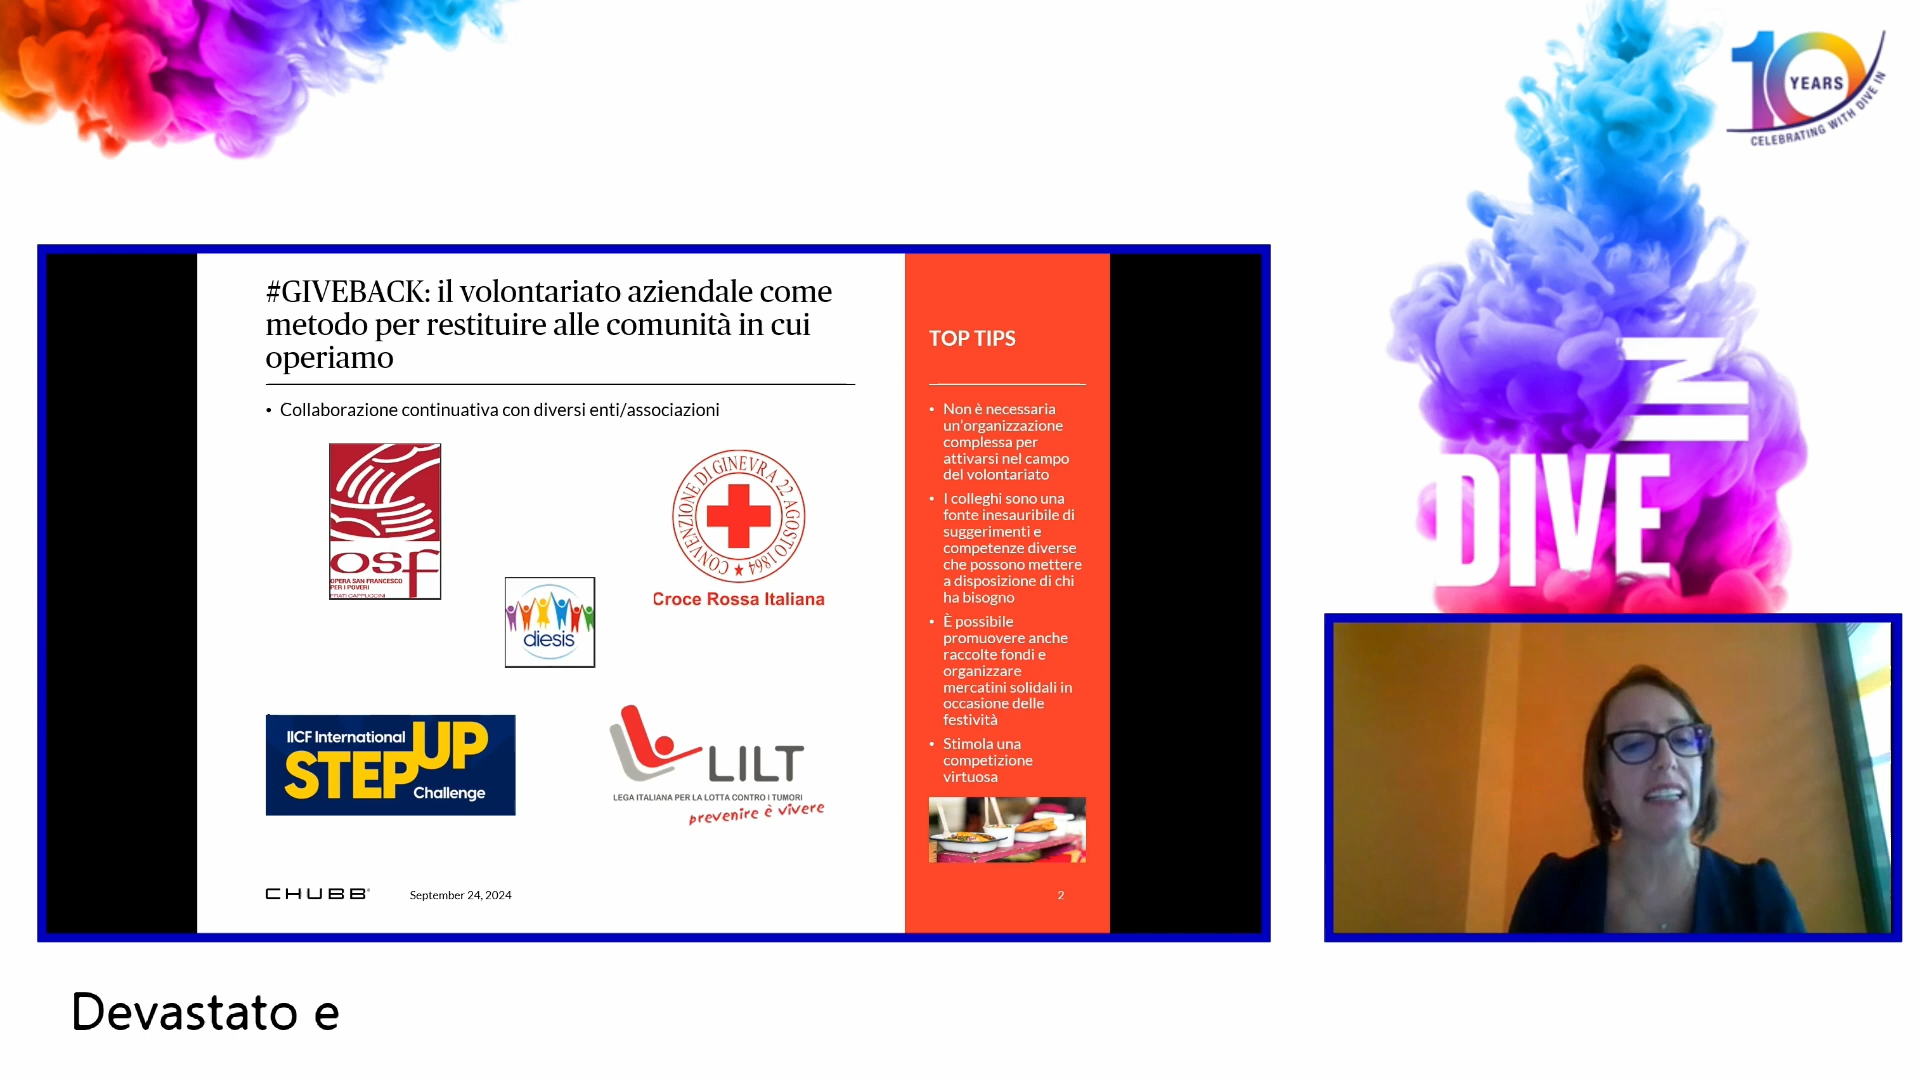 10
YEARS
CELEBRATING WITH DIVE IN
#GIVEBACK: il volontariato aziendale come
metodo per restituire alle comunità in cui
operiamo
• Collaborazione continuativa con diversi enti/associazioni
osf
OPERA SAN FRANCESCO
PER I POVERI
FRATI CAPPUCCINI
CONVENZIONE DI GINEVRA 22 AGOSTO 1864
Croce Rossa Italiana
diesis
IICF International
STEP UP
Challenge
LILT
LEGA ITALIANA PER LA LOTTA CONTRO I TUMORI
prevenire è vivere
CHUBB
September 24, 2024
TOP TIPS
• Non è necessaria
un'organizzazione
complessa per
attivarsi nel campo
del volontariato
• I colleghi sono una
fonte inesauribile di
suggerimenti e
competenze diverse
che possono mettere
a disposizione di chi
ha bisogno
• È possibile
promuovere anche
raccolte fondi e
organizzare
mercatini solidali in
occasione delle
festività
• Stimola una
competizione
virtuosa
2
DIVE IN
Devastato e